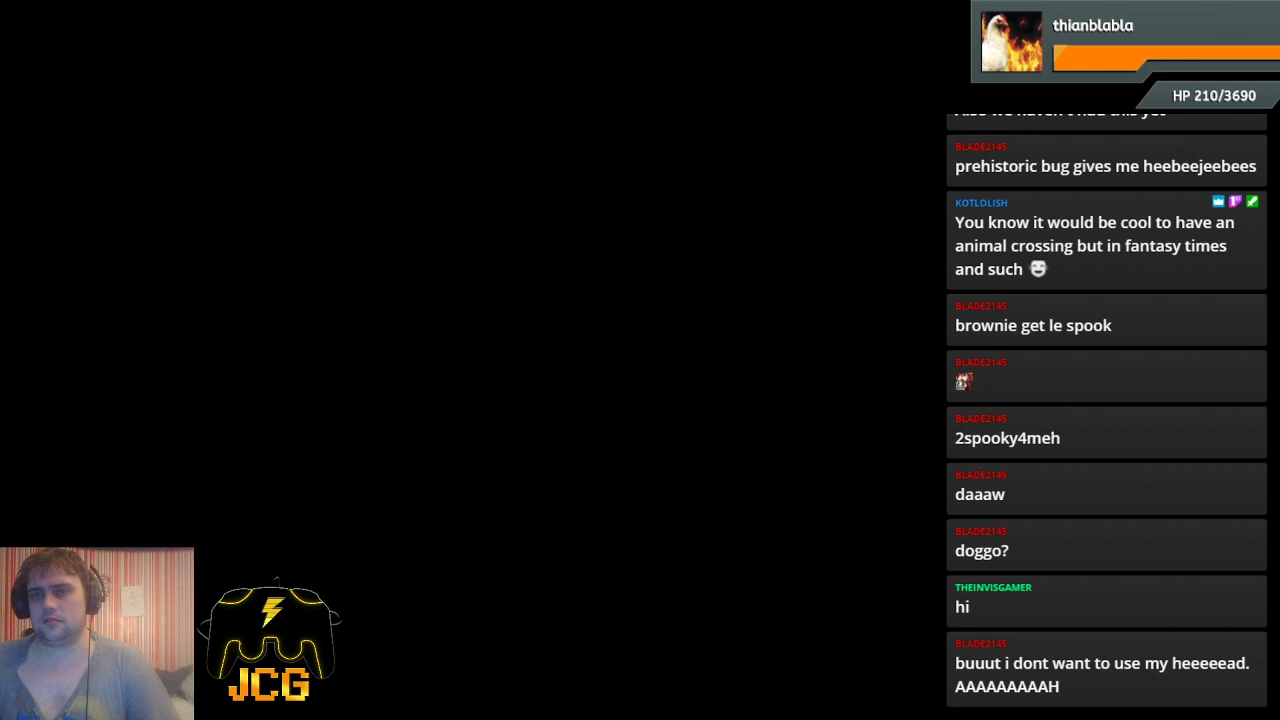 thianblabla
HP 210/3690
BLADE2145
prehistoric bug gives me heebeejeebees
KOTLOLISH
You know it would be cool to have an
animal crossing but in fantasy times
and such
BLADE2145
brownie get le spook
BLADE2145
BLADE2145
2spooky4meh
BLADE2145
daaaw
BLADE2145
doggo?
THEINVISGAMER
hi
BLADE2145
buuut i dont want to use my heeeeead.
AAAAAAAAAH
JCG